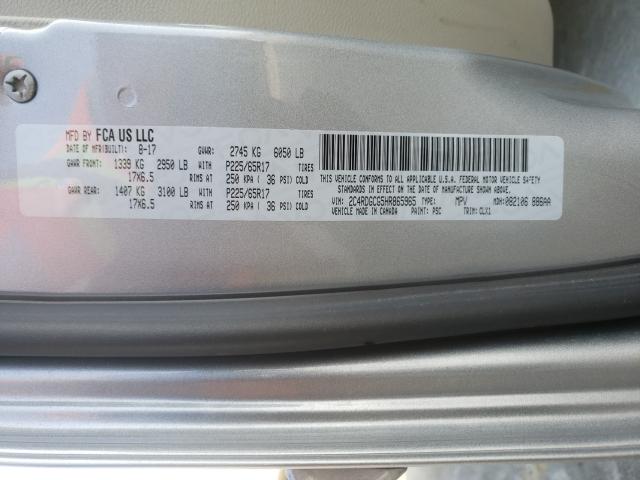 MFD BY FCA US LLC
DATE OF MFR(BUILT): 8-17 GVWR: 2745 KG 6050 LB
GAWR FRONT: 1339 KG 2950 LB WITH P225/65R17 TIRES
17X6.5 RIMS AT 250 KPA ( 36 PSI) COLD
GAWR REAR: 1407 KG 3100 LB WITH P225/65R17 TIRES
17X6.5 RIMS AT 250 KPA ( 36 PSI) COLD
THIS VEHICLE CONFORMS TO ALL APPLICABLE U.S.A. FEDERAL MOTOR VEHICLE SAFETY
STANDARDS IN EFFECT ON THE DATE OF MANUFACTURE SHOWN ABOVE.
VIN: 2C4RDGCG5HR865965 TYPE: MPV MDH: 082106 886AA
VEHICLE MADE IN CANADA PAINT: PSC TRIM: CLX1